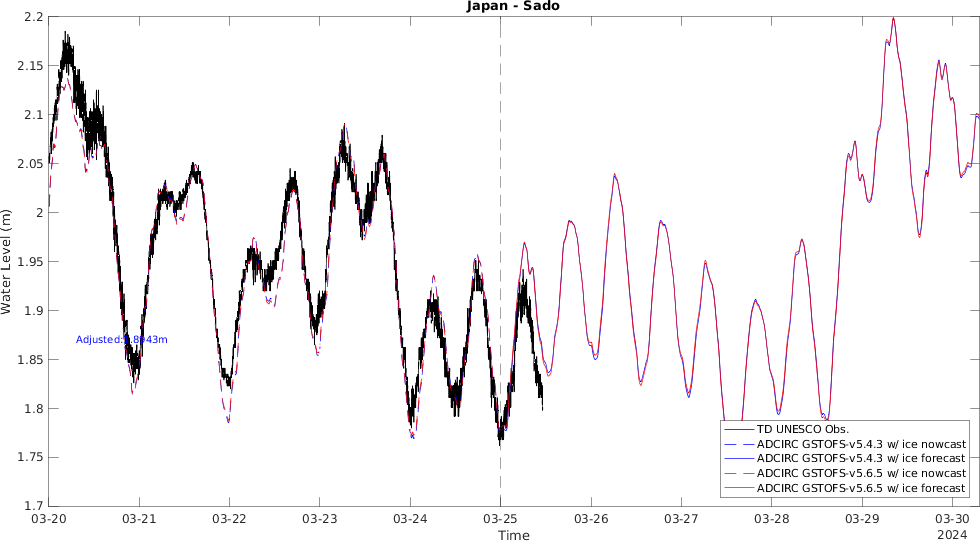 Japan - Sado
2.2
2.15
2.1
2.05
2
1.95
1.9
1.85
1.8
1.75
1.7
Water Level (m)
Adjusted: 8943m
TD UNESCO Obs.
ADCIRC GSTOFS-v5.4.3 w/ ice nowcast
ADCIRC GSTOFS-v5.4.3 w/ ice forecast
ADCIRC GSTOFS-v5.6.5 w/ ice nowcast
ADCIRC GSTOFS-v5.6.5 w/ ice forecast
03-20 03-21 03-22 03-23 03-24 03-25 03-26 03-27 03-28 03-29 03-30
Time
2024